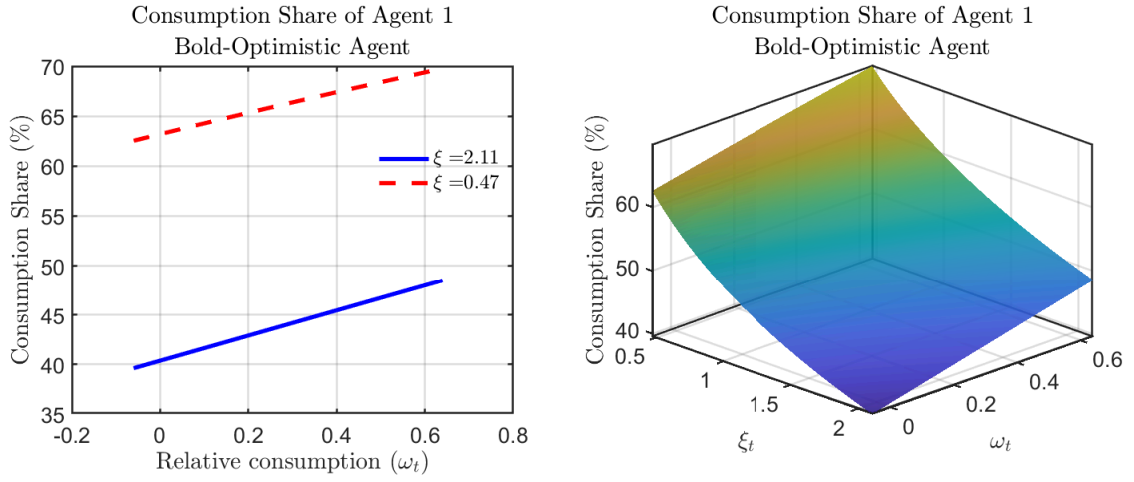 Consumption Share of Agent 1
Bold-Optimistic Agent
Consumption Share (%)
70
65
60
55
50
45
40
35
-0.2
0
0.2
0.4
0.6
0.8
ξ =2.11
ξ =0.47
Relative consumption (ωt)
Consumption Share of Agent 1
Bold-Optimistic Agent
Consumption Share (%)
60
50
40
0.5
1
1.5
2
ξt
0
0.2
0.4
0.6
ωt